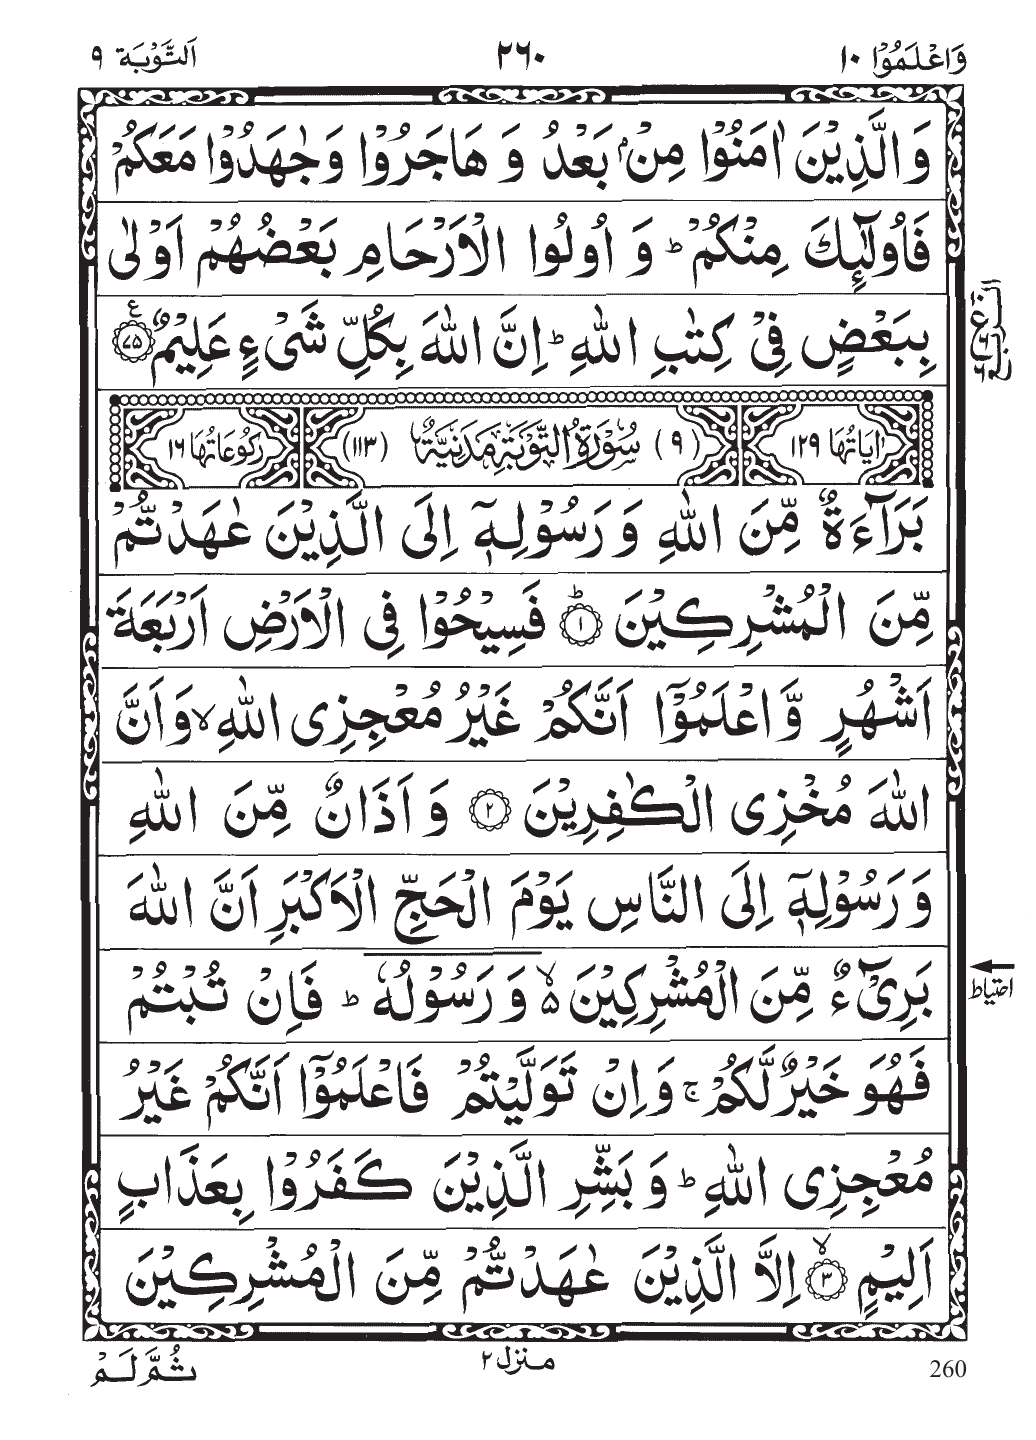 وَاعْلَمُوْٓا ١٠ ٢٦٠ اَلتَّوْبَة ٩
وَالَّذِيْنَ اٰمَنُوْا مِنْۢ بَعْدُ وَ هَاجَرُوْا وَجٰهَدُوْا مَعَكُمْ
فَاُولٰٓئِكَ مِنْكُمْ ؕ وَ اُولُوا الْاَرْحَامِ بَعْضُهُمْ اَوْلٰى
بِبَعْضٍ فِيْ كِتٰبِ اللّٰهِ ؕ اِنَّ اللّٰهَ بِكُلِّ شَیْءٍ عَلِيْمٌ ۧ ﴿٧٥﴾
اٰيَاتُهَا ١٢٩ (٩) سُوْرَةُ التَّوْبَةِ مَدَنِيَّةٌ (١١٣) رُكُوْعَاتُهَا ١٦
بَرَآءَةٌ مِّنَ اللّٰهِ وَ رَسُوْلِهٖٓ اِلَى الَّذِيْنَ عٰهَدْتُّمْ
مِّنَ الْمُشْرِكِيْنَ ؕ ﴿١﴾ فَسِيْحُوْا فِى الْاَرْضِ اَرْبَعَةَ
اَشْهُرٍ وَّ اعْلَمُوْٓا اَنَّكُمْ غَيْرُ مُعْجِزِى اللّٰهِ ۙ وَ اَنَّ
اللّٰهَ مُخْزِى الْكٰفِرِيْنَ ﴿٢﴾ وَ اَذَانٌ مِّنَ اللّٰهِ
وَ رَسُوْلِهٖٓ اِلَى النَّاسِ يَوْمَ الْحَجِّ الْاَكْبَرِ اَنَّ اللّٰهَ
بَرِیْٓءٌ مِّنَ الْمُشْرِكِيْنَ ۙ۬ وَ رَسُوْلُهٗ ؕ فَاِنْ تُبْتُمْ
فَهُوَ خَيْرٌ لَّكُمْ ۚ وَ اِنْ تَوَلَّيْتُمْ فَاعْلَمُوْٓا اَنَّكُمْ غَيْرُ
مُعْجِزِى اللّٰهِ ؕ وَ بَشِّرِ الَّذِيْنَ كَفَرُوْا بِعَذَابٍ
اَلِيْمٍ ۙ ﴿٣﴾ اِلَّا الَّذِيْنَ عٰهَدْتُّمْ مِّنَ الْمُشْرِكِيْنَ
احتياط
260 منزل ٢ ثُمَّ لَمْ